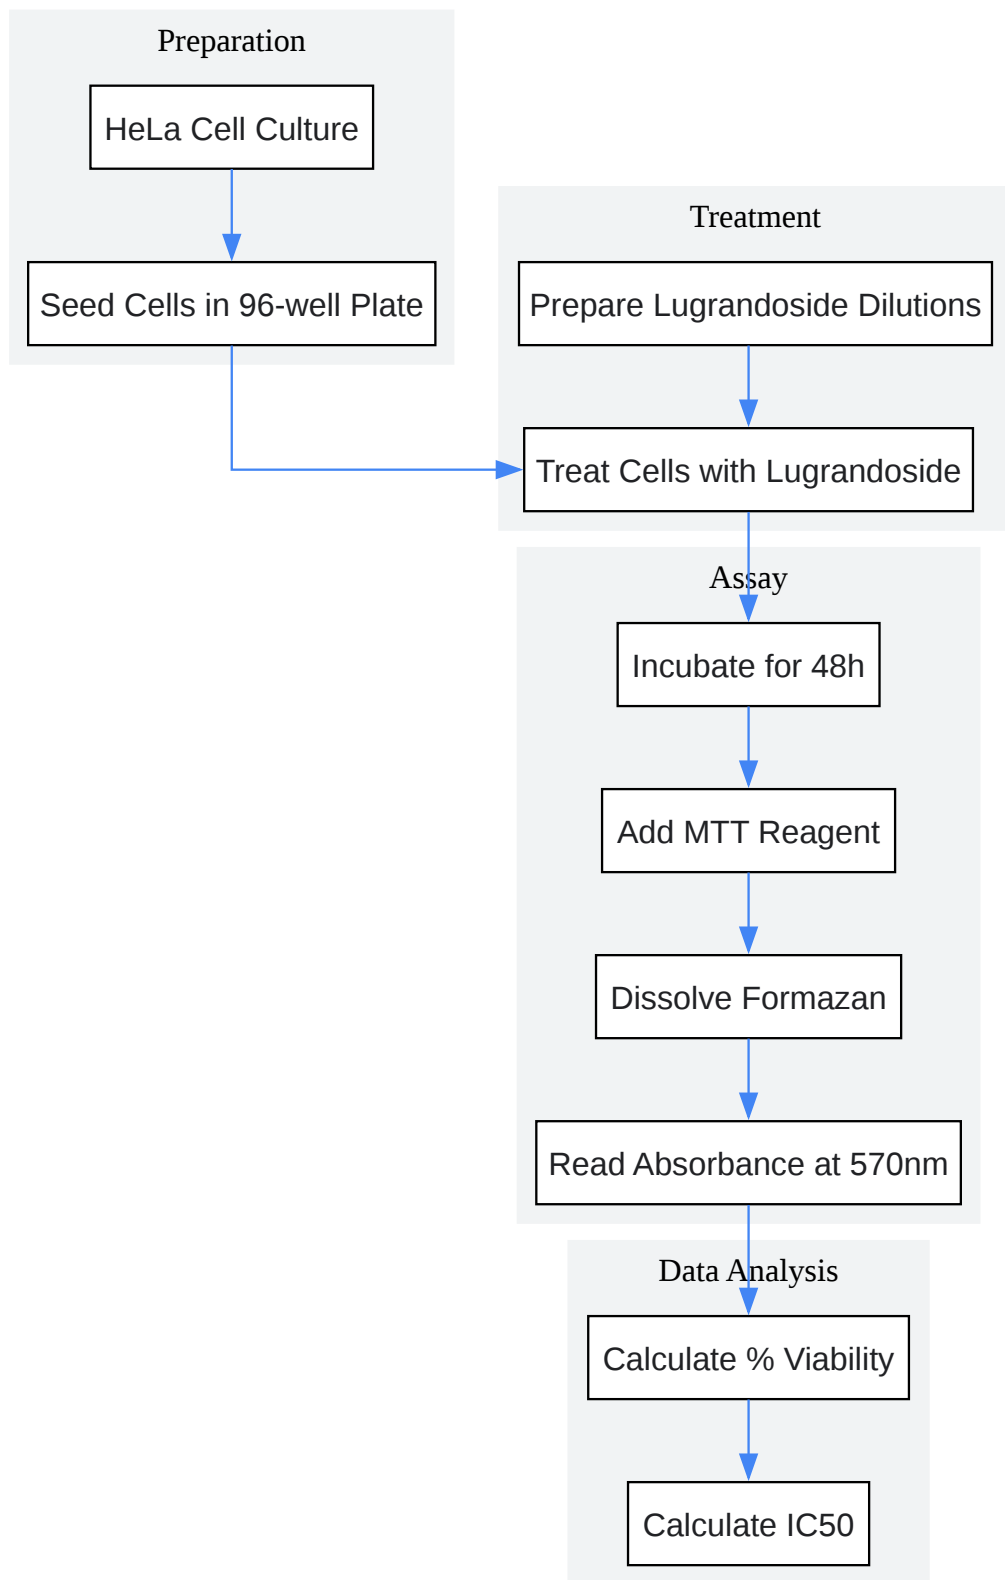 Preparation
HeLa Cell Culture
Seed Cells in 96-well Plate
Treatment
Prepare Lugrandoside Dilutions
Treat Cells with Lugrandoside
Assay
Incubate for 48h
Add MTT Reagent
Dissolve Formazan
Read Absorbance at 570nm
Data Analysis
Calculate % Viability
Calculate IC50